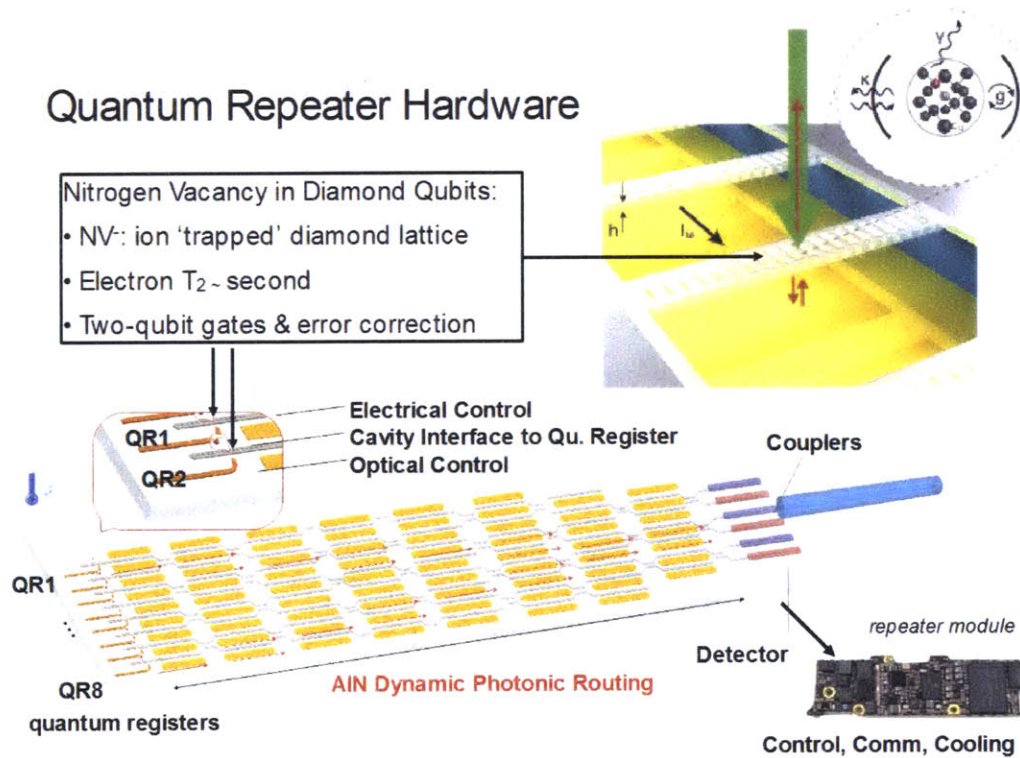 Quantum Repeater Hardware
Nitrogen Vacancy in Diamond Qubits:
• NV⁻: ion ‘trapped’ diamond lattice
• Electron T₂ ~ second
• Two-qubit gates & error correction
γ
κ
g
h
Electrical Control
Cavity Interface to Qu. Register
Optical Control
QR1
QR2
Couplers
QR1
QR8
quantum registers
AlN Dynamic Photonic Routing
Detector
repeater module
Control, Comm, Cooling